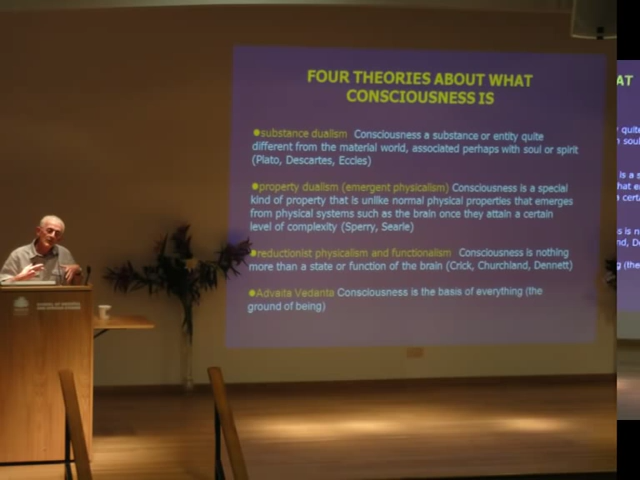 FOUR THEORIES ABOUT WHAT
CONSCIOUSNESS IS
●substance dualism Consciousness a substance or entity quite
different from the material world, associated perhaps with soul or spirit
(Plato, Descartes, Eccles)
●property dualism (emergent physicalism) Consciousness is a special
kind of property that is unlike normal physical properties that emerges
from physical systems such as the brain once they attain a certain
level of complexity (Sperry, Searle)
●reductionist physicalism and functionalism Consciousness is nothing
more than a state or function of the brain (Crick, Churchland, Dennett)
●Advaita Vedanta Consciousness is the basis of everything (the
ground of being)
AT
quite
is a s